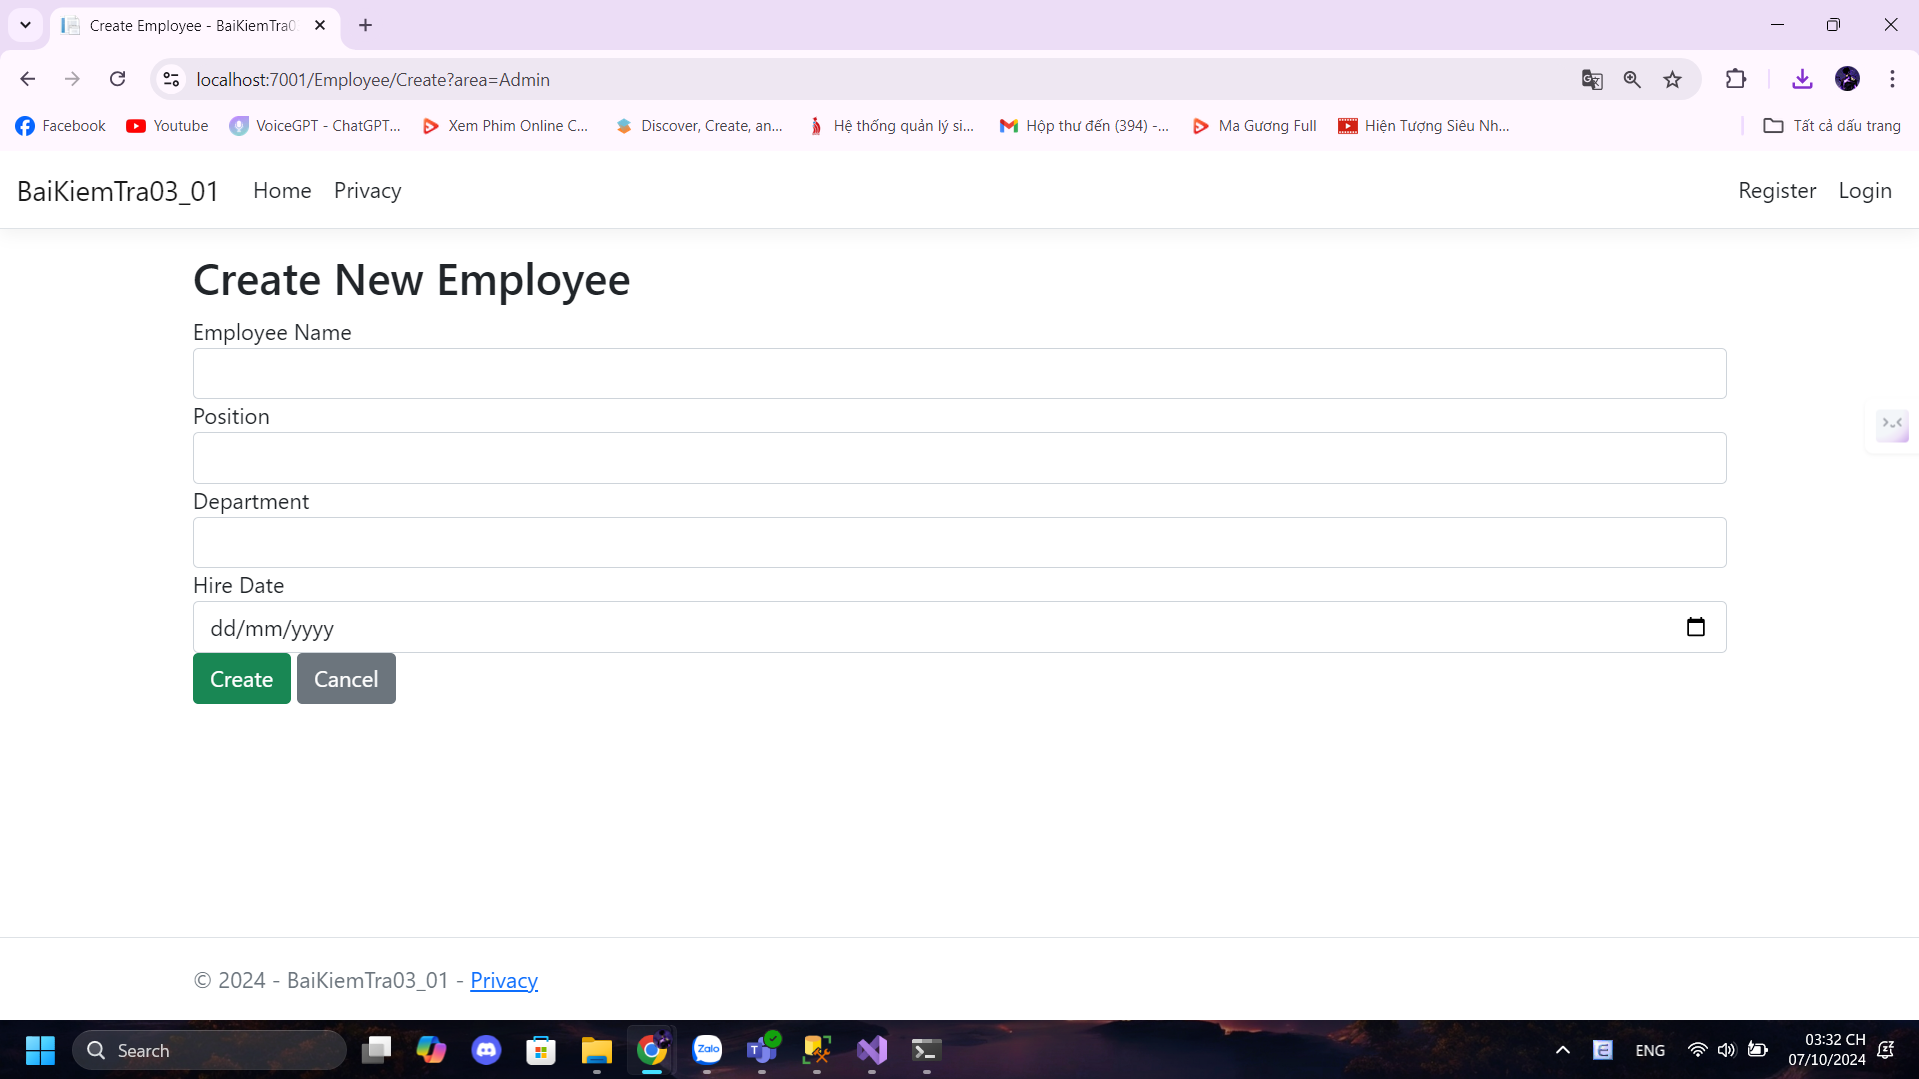 Create Employee - BaiKiemTra0
localhost:7001/Employee/Create?area=Admin
Facebook
Youtube
VoiceGPT - ChatGPT...
Xem Phim Online C...
Discover, Create, an...
Hệ thống quản lý si...
Hộp thư đến (394) -...
Ma Gương Full
Hiện Tượng Siêu Nh...
Tất cả dấu trang
BaiKiemTra03_01
Home
Privacy
Register
Login
Create New Employee
Employee Name
Position
Department
Hire Date
dd/mm/yyyy
Create
Cancel
© 2024 - BaiKiemTra03_01 - Privacy
Search
Zalo
ENG
03:32 CH
07/10/2024